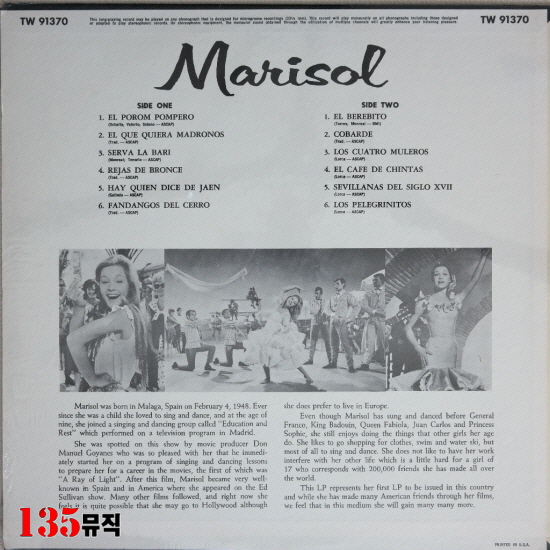 TW 91370
This long-playing record may be played on any phonograph that is designed for microgroove recordings (33⅓ rpm). This record will play monaurally on all phonographs including those designed
or adapted to play stereophonic records. On stereophonic equipment, the monaural sound obtained through the utilization of multiple channels will greatly enhance your listening pleasure.
TW 91370
Marisol
SIDE ONE
1. EL POROM POMPERO
2. EL QUE QUIERA MADRONOS
(Trad. — ASCAP)
3. SERVA LA BARI
4. REJAS DE BRONCE
(Trad. — ASCAP)
5. HAY QUIEN DICE DE JAEN
6. FANDANGOS DEL CERRO
(Trad. — ASCAP)
SIDE TWO
1. EL BEREBITO
2. COBARDE
(Trad. — ASCAP)
3. LOS CUATRO MULEROS
(Lorca — ASCAP)
4. EL CAFE DE CHINTAS
(Lorca — ASCAP)
5. SEVILLANAS DEL SIGLO XVII
(Lorca — ASCAP)
6. LOS PELEGRINITOS
(Lorca — ASCAP)
Marisol was born in Malaga, Spain on February 4, 1948. Ever
since she was a child she loved to sing and dance, and at the age of
nine, she joined a singing and dancing group called "Education and
Rest" which performed on a television program in Madrid.
She was spotted on this show by movie producer Don
Manuel Goyanes who was so pleased with her that he immedi-
ately started her on a program of singing and dancing lessons
to prepare her for a career in the movies, the first of which was
"A Ray of Light". After this film, Marisol became very well-
known in Spain and in America where she appeared on the Ed
Sullivan show. Many other films followed, and right now she
feels it is quite possible that she may go to Hollywood although
she does prefer to live in Europe.
Even though Marisol has sung and danced before General
Franco, King Badouin, Queen Fabiola, Juan Carlos and Princess
Sophie, she still enjoys doing the things that other girls her age
do. She likes to go shopping for clothes, swim and water ski, but
most of all to sing and dance. She does not like to have her work
interfere with her other life which is a little hard for a girl of
17 who corresponds with 200,000 friends she has made all over
the world.
This LP represents her first LP to be issued in this country
and while she has made many American friends through her films,
we feel that in this medium she will gain many many more.
135뮤직
PRINTED IN U.S.A.